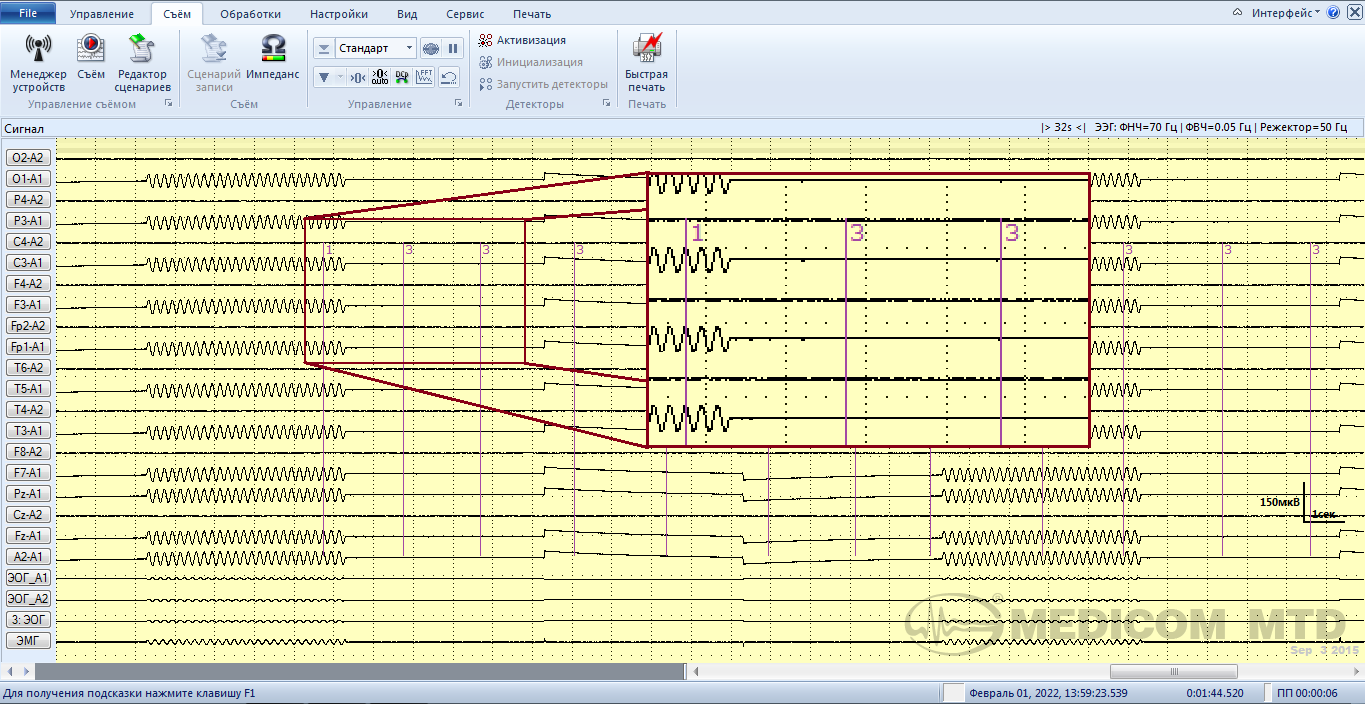 File Управление Съём Обработки Настройки Вид Сервис Печать Интерфейс
Менеджер устройств
Съём
Редактор сценариев
Управление съёмом
Сценарий записи
Импеданс
Съём
Стандарт
>0<
>0< auto
DCP
FFT
Управление
Активизация
Инициализация
Запустить детекторы
Детекторы
Быстрая печать
Печать
Сигнал |> 32s <| ЭЭГ: ФНЧ=70 Гц | ФВЧ=0.05 Гц | Режектор=50 Гц
O2-A2
O1-A1
P4-A2
P3-A1
C4-A2
C3-A1
F4-A2
F3-A1
Fp2-A2
Fp1-A1
T6-A2
T5-A1
T4-A2
T3-A1
F8-A2
F7-A1
Pz-A1
Cz-A2
Fz-A1
A2-A1
ЭОГ_A1
ЭОГ_A2
3: ЭОГ
ЭМГ
1 3 3 3 3 3 3
1 3 3
150мкВ
1сек
® MEDICOM MTD
Sep 3 2015
Для получения подсказки нажмите клавишу F1 Февраль 01, 2022, 13:59:23.539 0:01:44.520 ПП 00:00:06